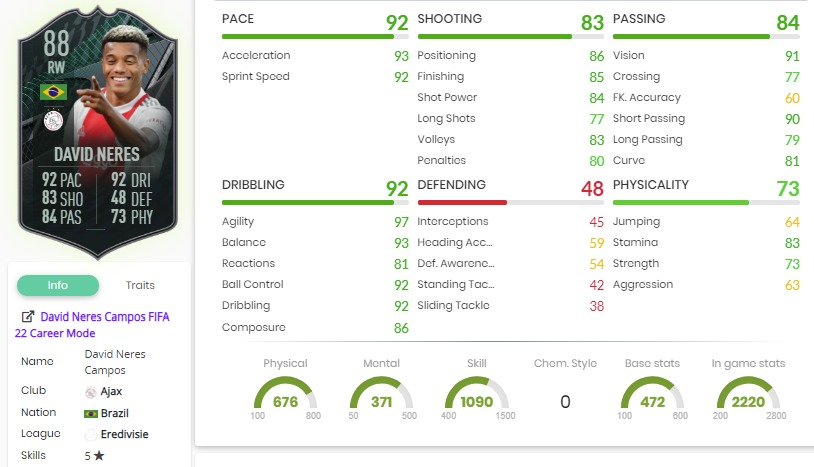 88
RW
DAVID NERES
92 PAC 92 DRI
83 SHO 48 DEF
84 PAS 73 PHY
Info Traits
David Neres Campos FIFA
22 Career Mode
Name David Neres
Campos
Club Ajax
Nation Brazil
League Eredivisie
Skills 5 ★
PACE 92
Acceleration 93
Sprint Speed 92
SHOOTING 83
Positioning 86
Finishing 85
Shot Power 84
Long Shots 77
Volleys 83
Penalties 80
PASSING 84
Vision 91
Crossing 77
FK. Accuracy 60
Short Passing 90
Long Passing 79
Curve 81
DRIBBLING 92
Agility 97
Balance 93
Reactions 81
Ball Control 92
Dribbling 92
Composure 86
DEFENDING 48
Interceptions 45
Heading Acc... 59
Def. Awarene... 54
Standing Tac... 42
Sliding Tackle 38
PHYSICALITY 73
Jumping 64
Stamina 83
Strength 73
Aggression 63
Physical
676
100 800
Mental
371
50 500
Skill
1090
400 1500
Chem. Style
0
Base stats
472
100 600
In game stats
2220
200 2800